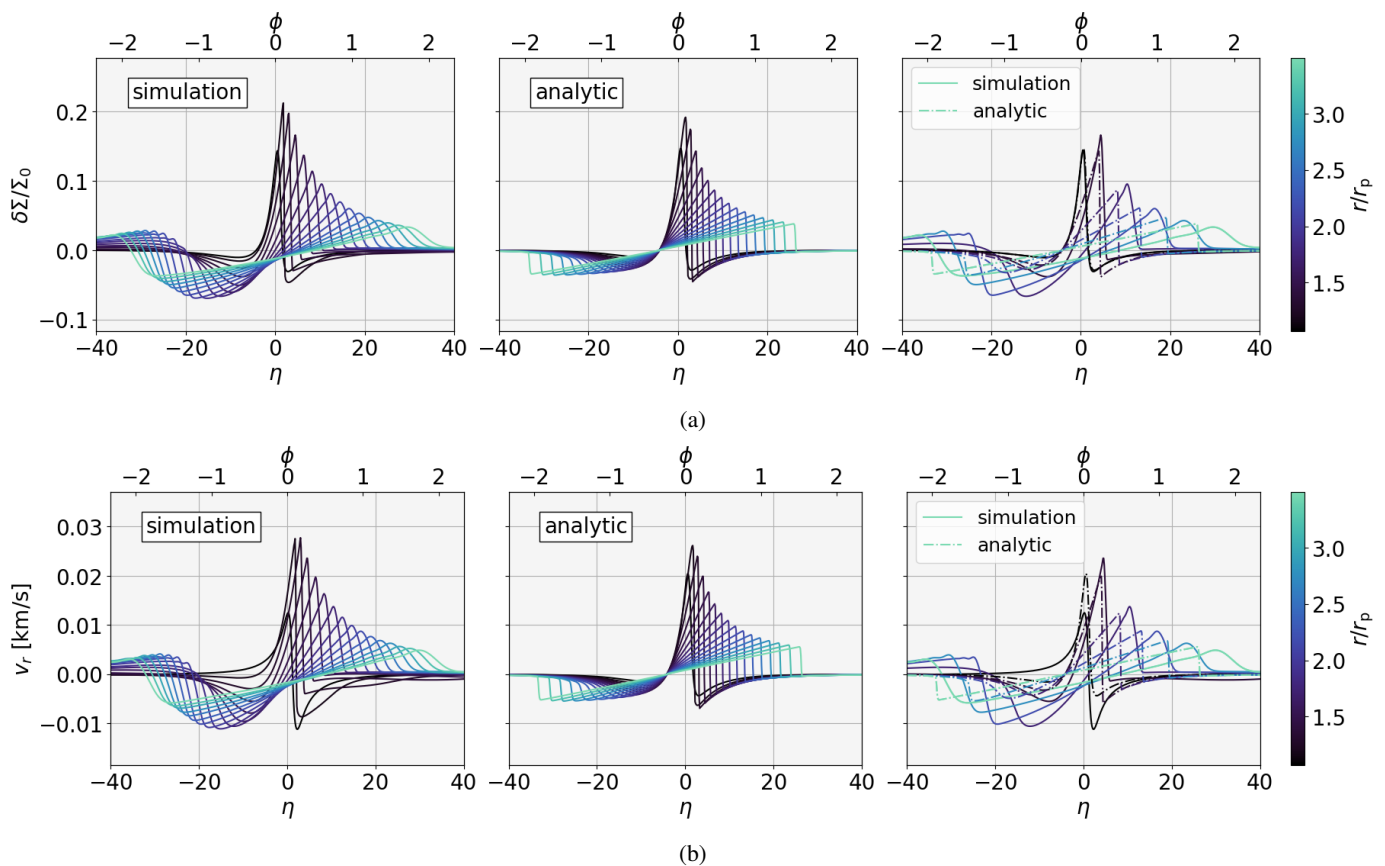 ϕ ϕ ϕ
−2 −1 0 1 2 −2 −1 0 1 2 −2 −1 0 1 2
simulation analytic simulation
analytic
δΣ/Σ₀
0.2
0.1
0.0
−0.1
−40 −20 0 20 40 −40 −20 0 20 40 −40 −20 0 20 40
η η η
3.0
2.5
2.0
1.5
r/rₚ
(a)
ϕ ϕ ϕ
−2 −1 0 1 2 −2 −1 0 1 2 −2 −1 0 1 2
simulation analytic simulation
analytic
vᵣ [km/s]
0.03
0.02
0.01
0.00
−0.01
−40 −20 0 20 40 −40 −20 0 20 40 −40 −20 0 20 40
η η η
3.0
2.5
2.0
1.5
r/rₚ
(b)